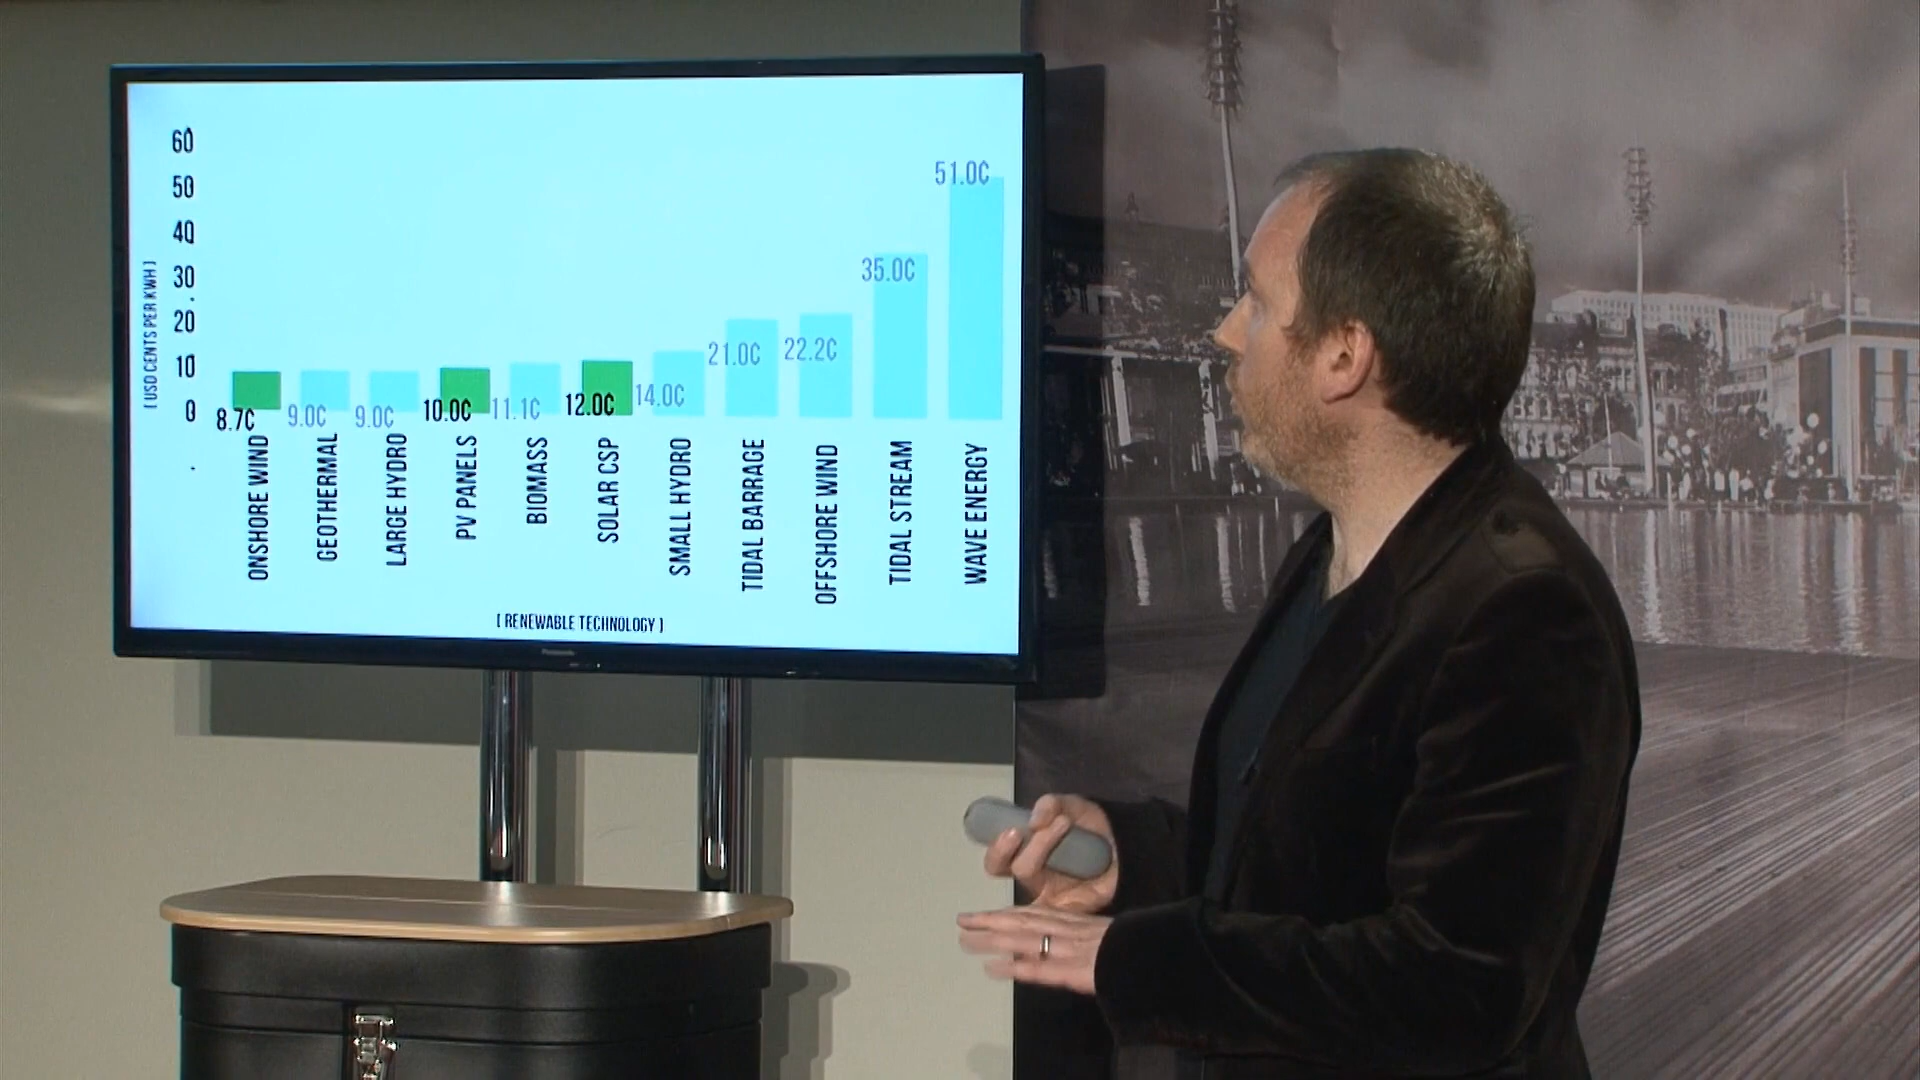 60
50
40
30
20
10
0
[ USD CENTS PER KWH ]
8.7¢
9.0¢
9.0¢
10.0¢
11.1¢
12.0¢
14.0¢
21.0¢
22.2¢
35.0¢
51.0¢
ONSHORE WIND
GEOTHERMAL
LARGE HYDRO
PV PANELS
BIOMASS
SOLAR CSP
SMALL HYDRO
TIDAL BARRAGE
OFFSHORE WIND
TIDAL STREAM
WAVE ENERGY
[ RENEWABLE TECHNOLOGY ]
Panasonic